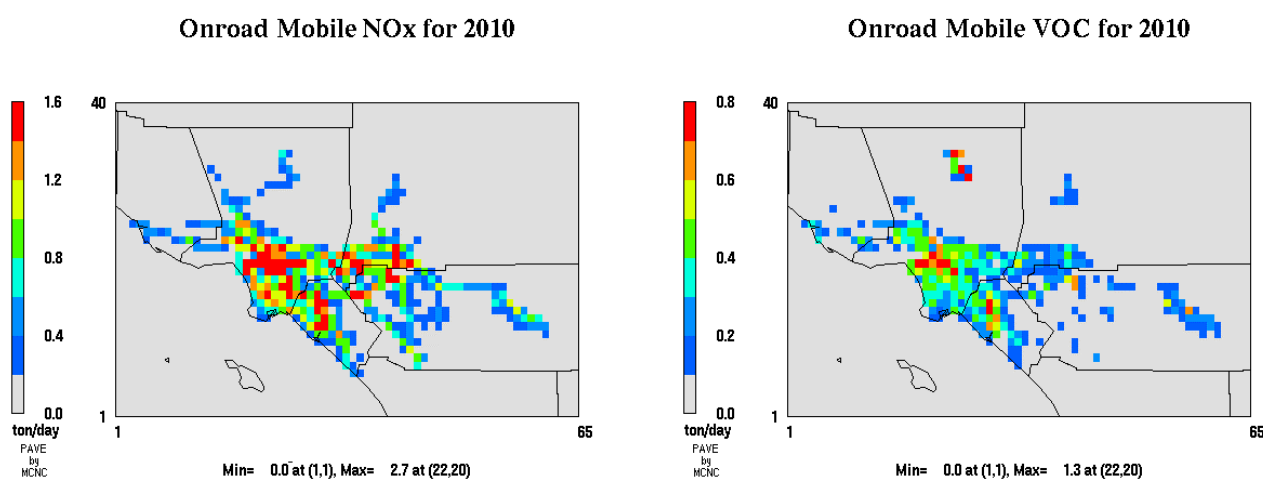 Onroad Mobile NOx for 2010
1.6
1.2
0.8
0.4
0.0
ton/day
PAVE
by
MCNC
40
1
1
65
Min= 0.0 at (1,1), Max= 2.7 at (22,20)
Onroad Mobile VOC for 2010
0.8
0.6
0.4
0.2
0.0
ton/day
PAVE
by
MCNC
40
1
1
65
Min= 0.0 at (1,1), Max= 1.3 at (22,20)